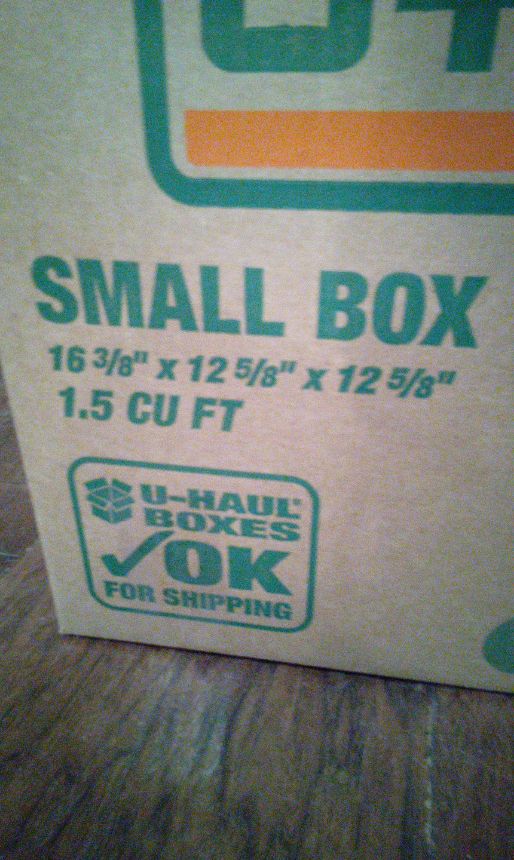 SMALL BOX
16 3/8" x 12 5/8" x 12 5/8"
1.5 CU FT
U-HAUL®
BOXES
✓OK
FOR SHIPPING